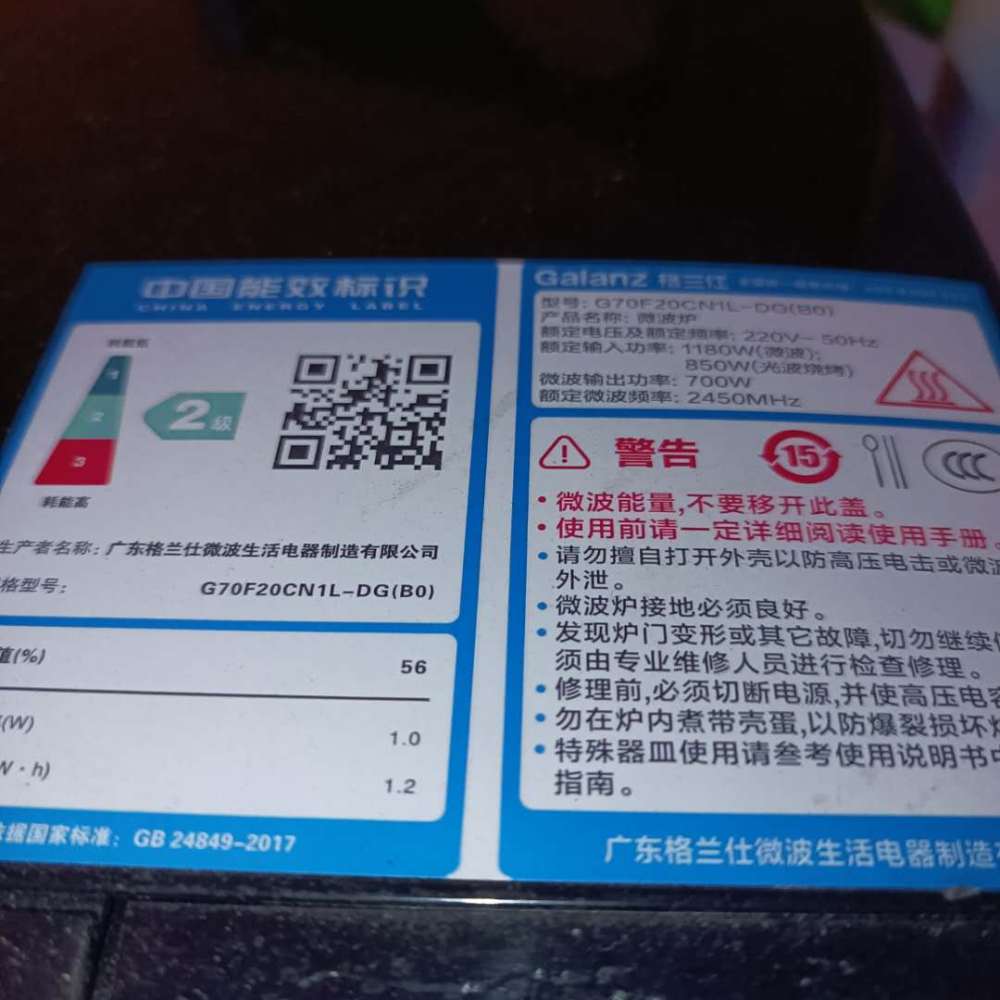 中国能效标识
CHINA ENERGY LABEL
耗能低
1
2
3
2级
耗能高
生产者名称: 广东格兰仕微波生活电器制造有限公司
格型号:
G70F20CN1L-DG(B0)
值(%)
56
(W)
1.0
W·h)
1.2
依据国家标准: GB 24849-2017
Galanz 格兰仕
型号: G70F20CN1L-DG(B0)
产品名称: 微波炉
额定电压及额定频率: 220V~ 50Hz
额定输入功率: 1180W(微波);
850W(光波烧烤)
微波输出功率: 700W
额定微波频率: 2450MHz
警告
15
CCC
•微波能量,不要移开此盖。
•使用前请一定详细阅读使用手册。
•请勿擅自打开外壳以防高压电击或微波
外泄。
•微波炉接地必须良好。
•发现炉门变形或其它故障,切勿继续使
须由专业维修人员进行检查修理。
•修理前,必须切断电源,并使高压电容
•勿在炉内煮带壳蛋,以防爆裂损坏炉
•特殊器皿使用请参考使用说明书中
指南。
广东格兰仕微波生活电器制造有